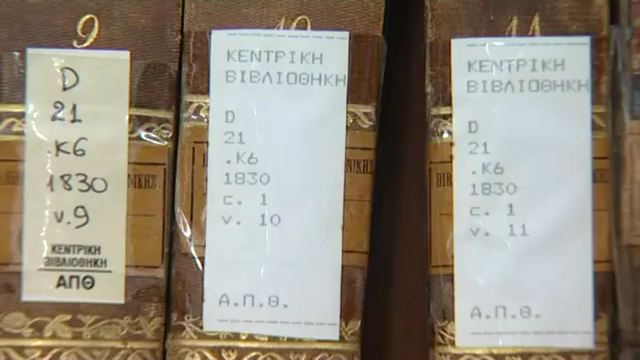 9
D
21
.K6
1830
v.9
ΚΕΝΤΡΙΚΗ
ΒΙΒΛΙΟΘΗΚΗ
ΑΠΘ
10
ΚΕΝΤΡΙΚΗ
ΒΙΒΛΙΟΘΗΚΗ
D
21
.K6
1830
c. 1
v. 10
Α.Π.Θ.
11
ΚΕΝΤΡΙΚΗ
ΒΙΒΛΙΟΘΗΚΗ
D
21
.K6
1830
c. 1
v. 11
Α.Π.Θ.